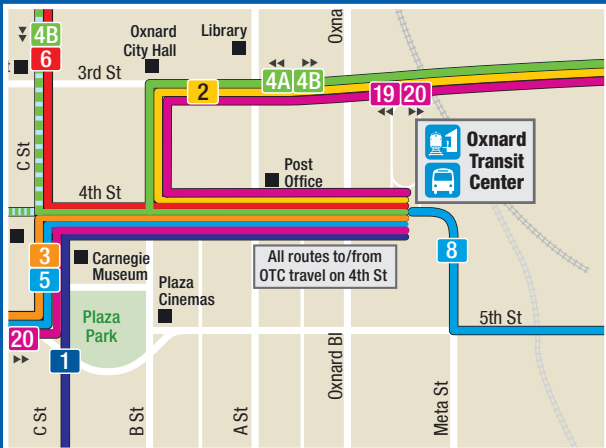 4B
6
Oxnard
City Hall
Library
Oxna
t
3rd St
C St
2
4A 4B
19 20
Oxnard
Transit
Center
Post
Office
4th St
3
5
Carnegie
Museum
Plaza
Cinemas
All routes to/from
OTC travel on 4th St
8
Plaza
Park
5th St
20
1
C St
B St
A St
Oxnard Bl
Meta St